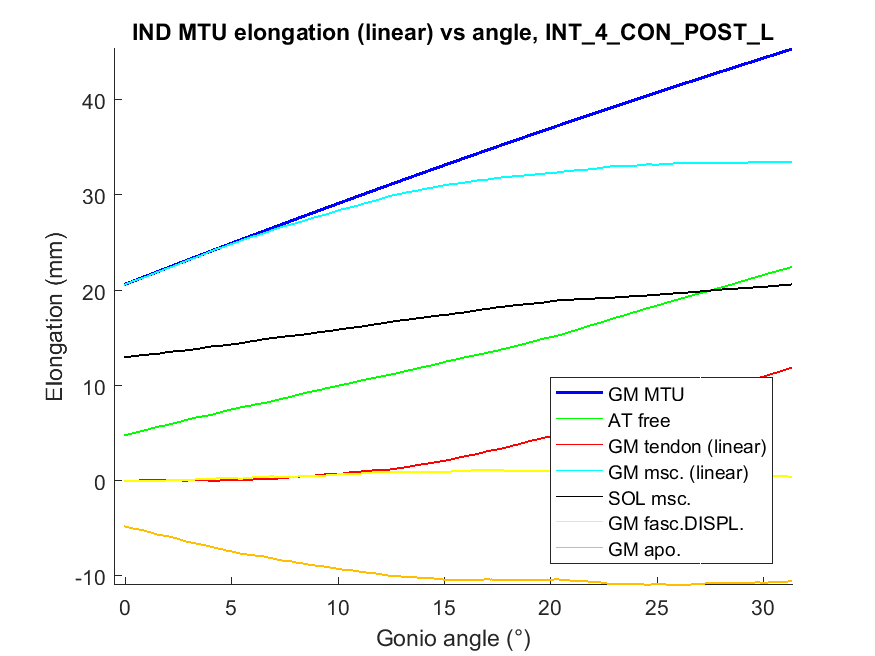 IND MTU elongation (linear) vs angle, INT_4_CON_POST_L
Elongation (mm)
40
30
20
10
0
-10
GM MTU
AT free
GM tendon (linear)
GM msc. (linear)
SOL msc.
GM fasc.DISPL.
GM apo.
0 5 10 15 20 25 30
Gonio angle (°)